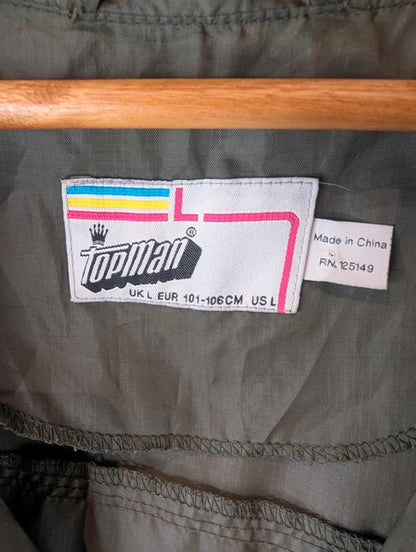 L
TOPMAN®
UK L EUR 101-106CM US L
Made in China
RN. 125149